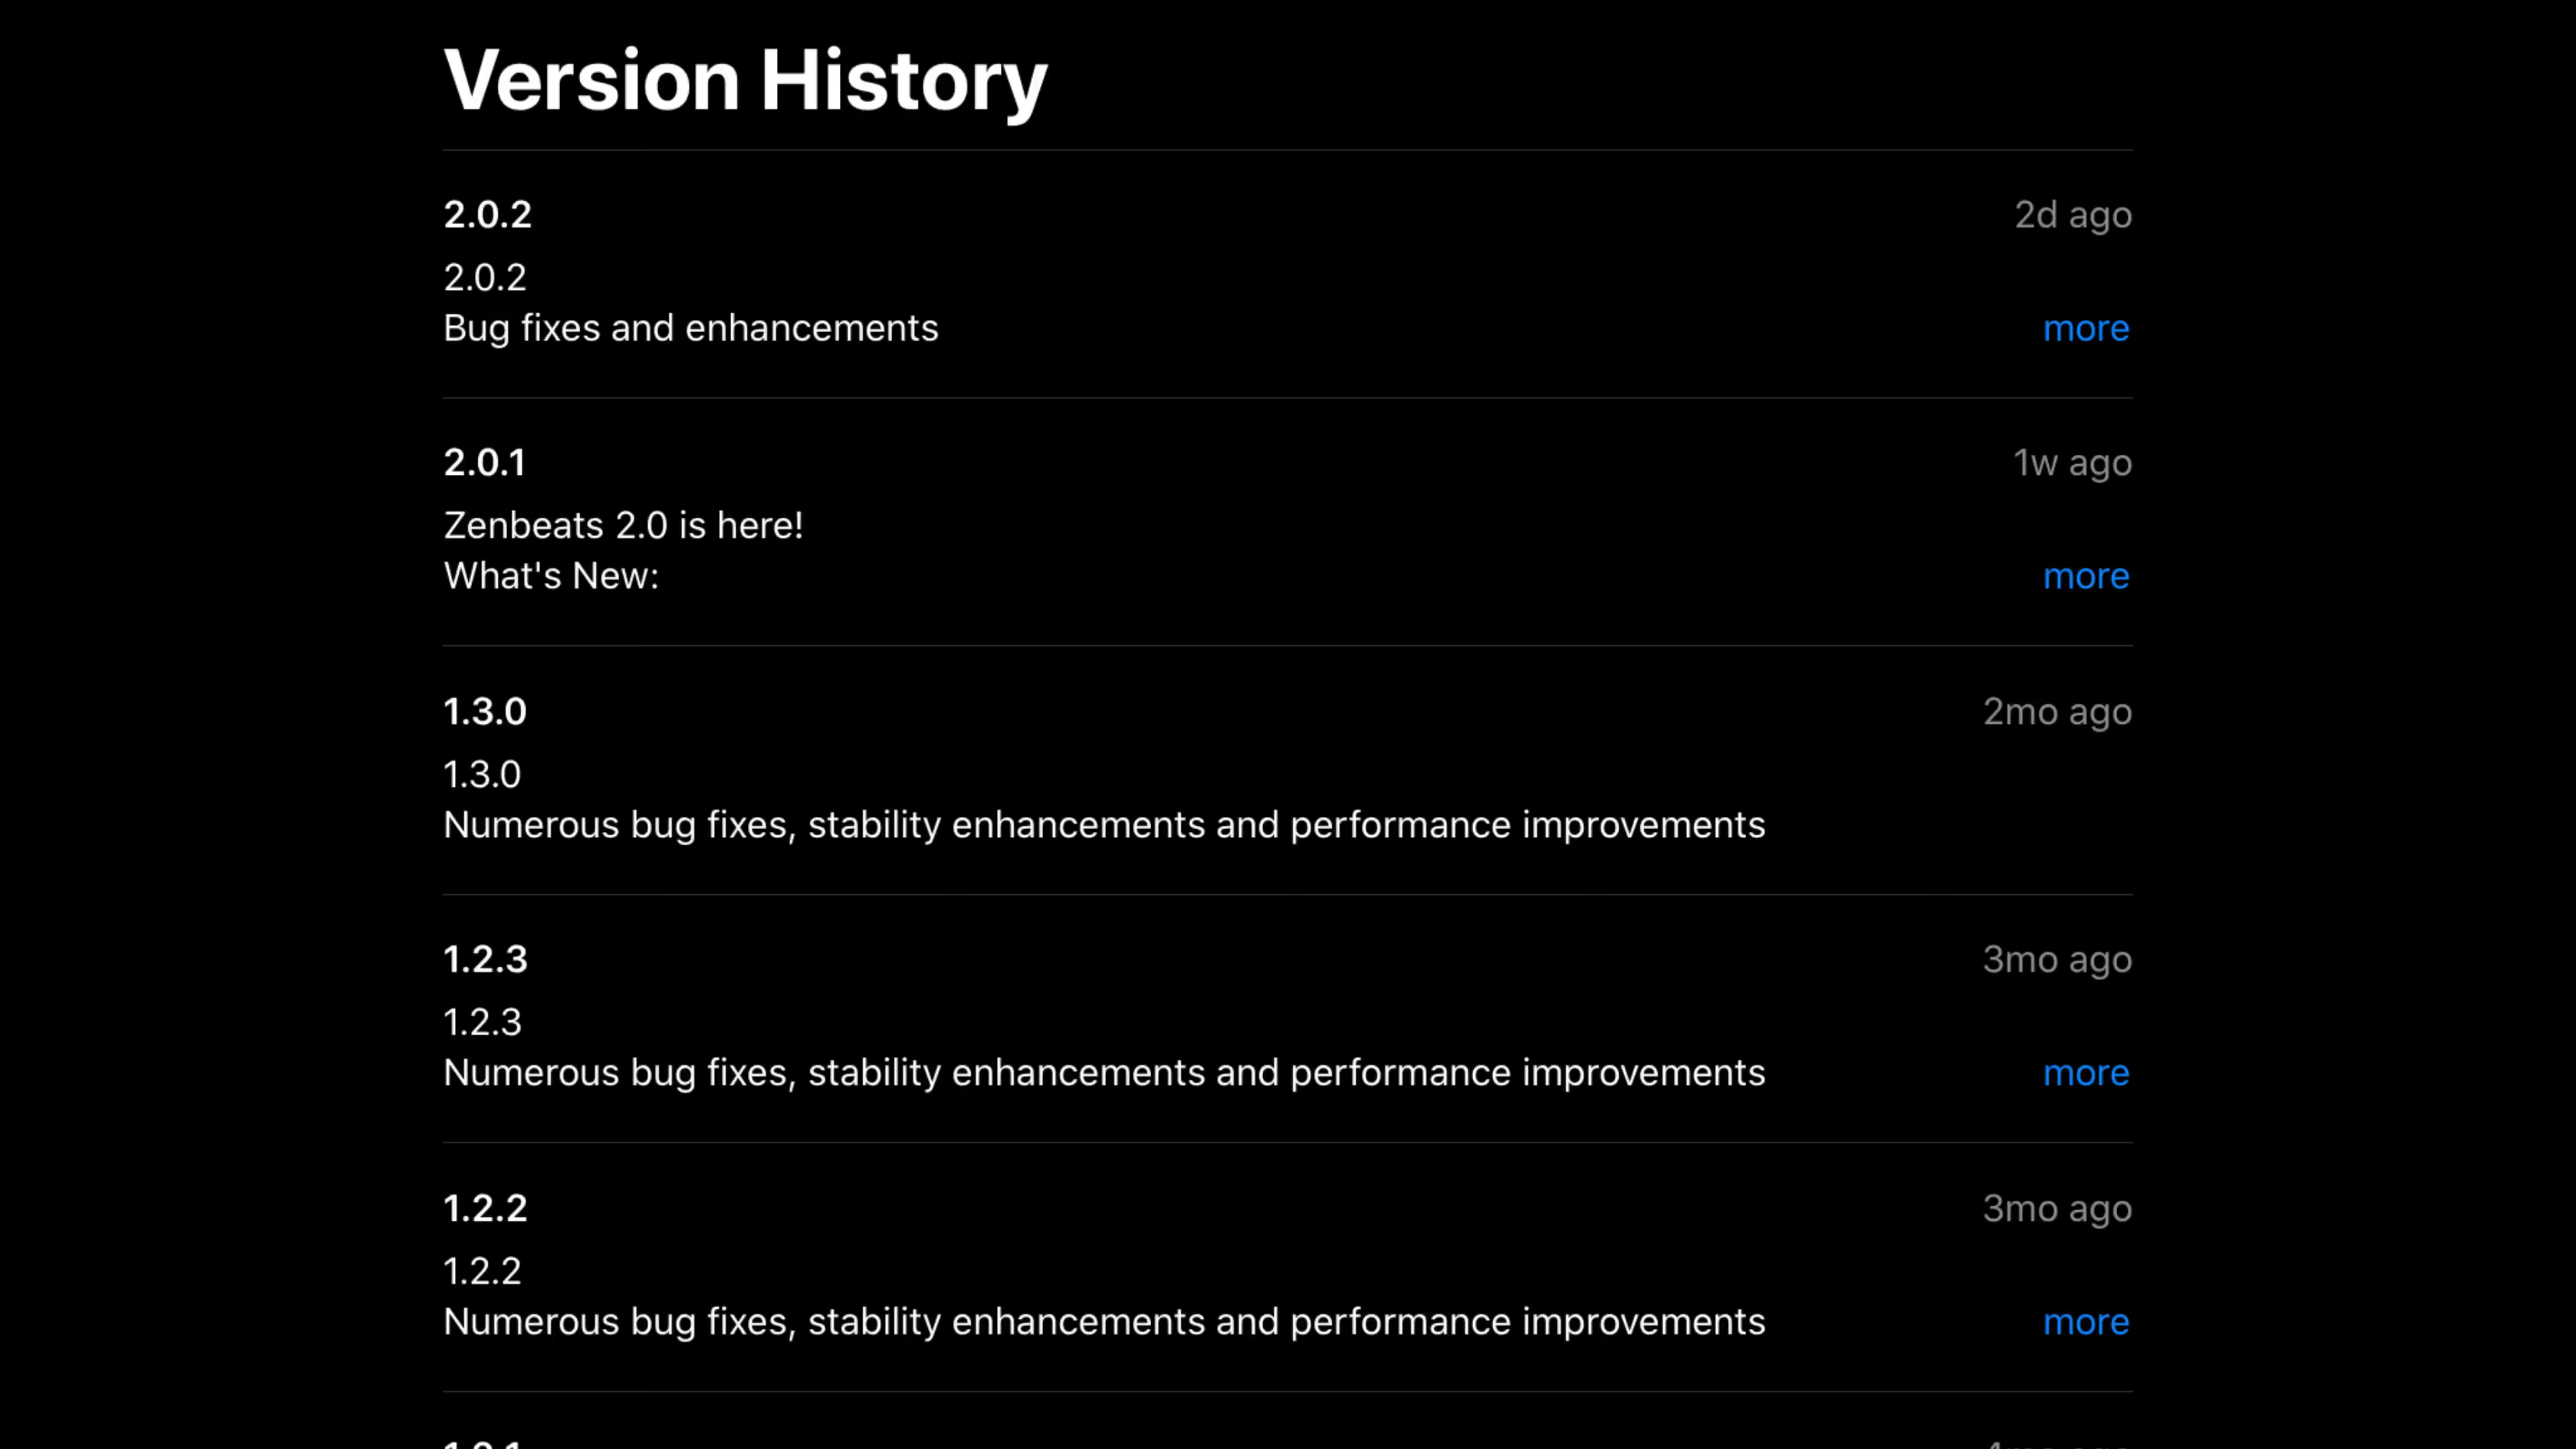 Version History
2.0.2
2d ago
2.0.2
Bug fixes and enhancements
more
2.0.1
1w ago
Zenbeats 2.0 is here!
What's New:
more
1.3.0
2mo ago
1.3.0
Numerous bug fixes, stability enhancements and performance improvements
1.2.3
3mo ago
1.2.3
Numerous bug fixes, stability enhancements and performance improvements
more
1.2.2
3mo ago
1.2.2
Numerous bug fixes, stability enhancements and performance improvements
more